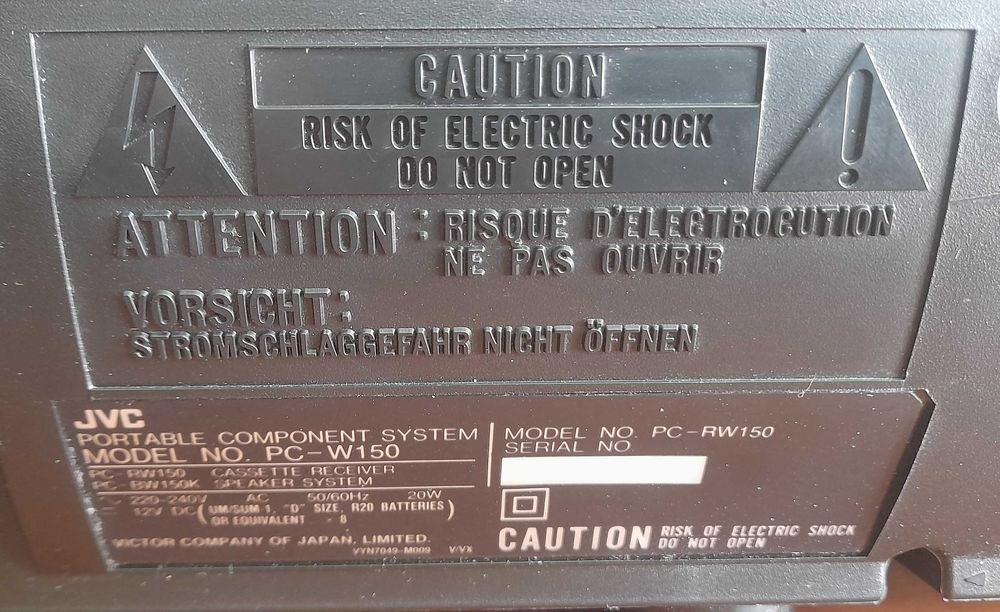 CAUTION
RISK OF ELECTRIC SHOCK
DO NOT OPEN
ATTENTION : RISQUE D'ELECTROCUTION
NE PAS OUVRIR
VORSICHT:
STROMSCHLAGGEFAHR NICHT ÖFFNEN
JVC
PORTABLE COMPONENT SYSTEM
MODEL NO. PC-W150
PC-RW150 CASSETTE RECEIVER
PC-BW150K SPEAKER SYSTEM
220-240V AC 50/60Hz 20W
12V DC (UM/SUM-1, "D" SIZE, R20 BATTERIES)
OR EQUIVALENT - 8
VICTOR COMPANY OF JAPAN, LIMITED.
VYN7049-M009 V/VX
MODEL NO. PC-RW150
SERIAL NO
CAUTION RISK OF ELECTRIC SHOCK
DO NOT OPEN